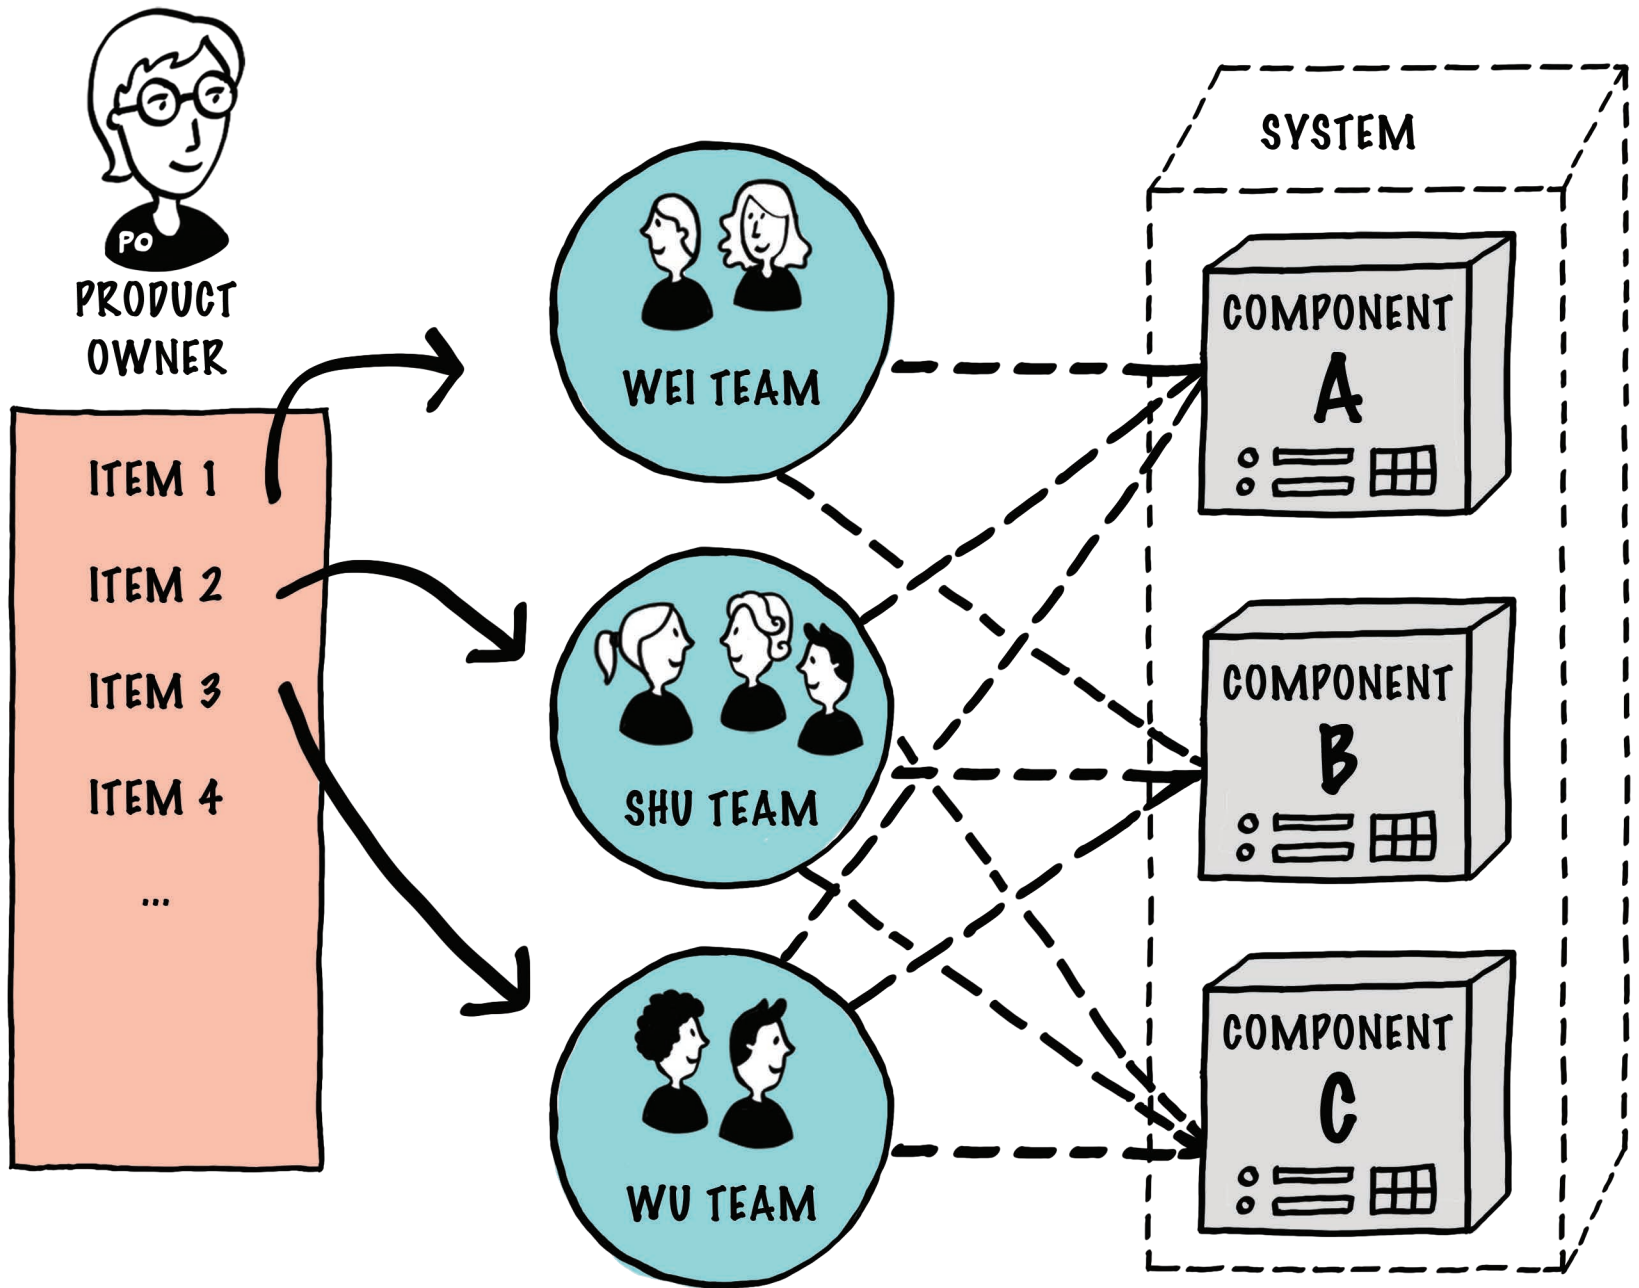 PO
PRODUCT
OWNER
ITEM 1
ITEM 2
ITEM 3
ITEM 4
...
WEI TEAM
SHU TEAM
WU TEAM
SYSTEM
COMPONENT
A
COMPONENT
B
COMPONENT
C